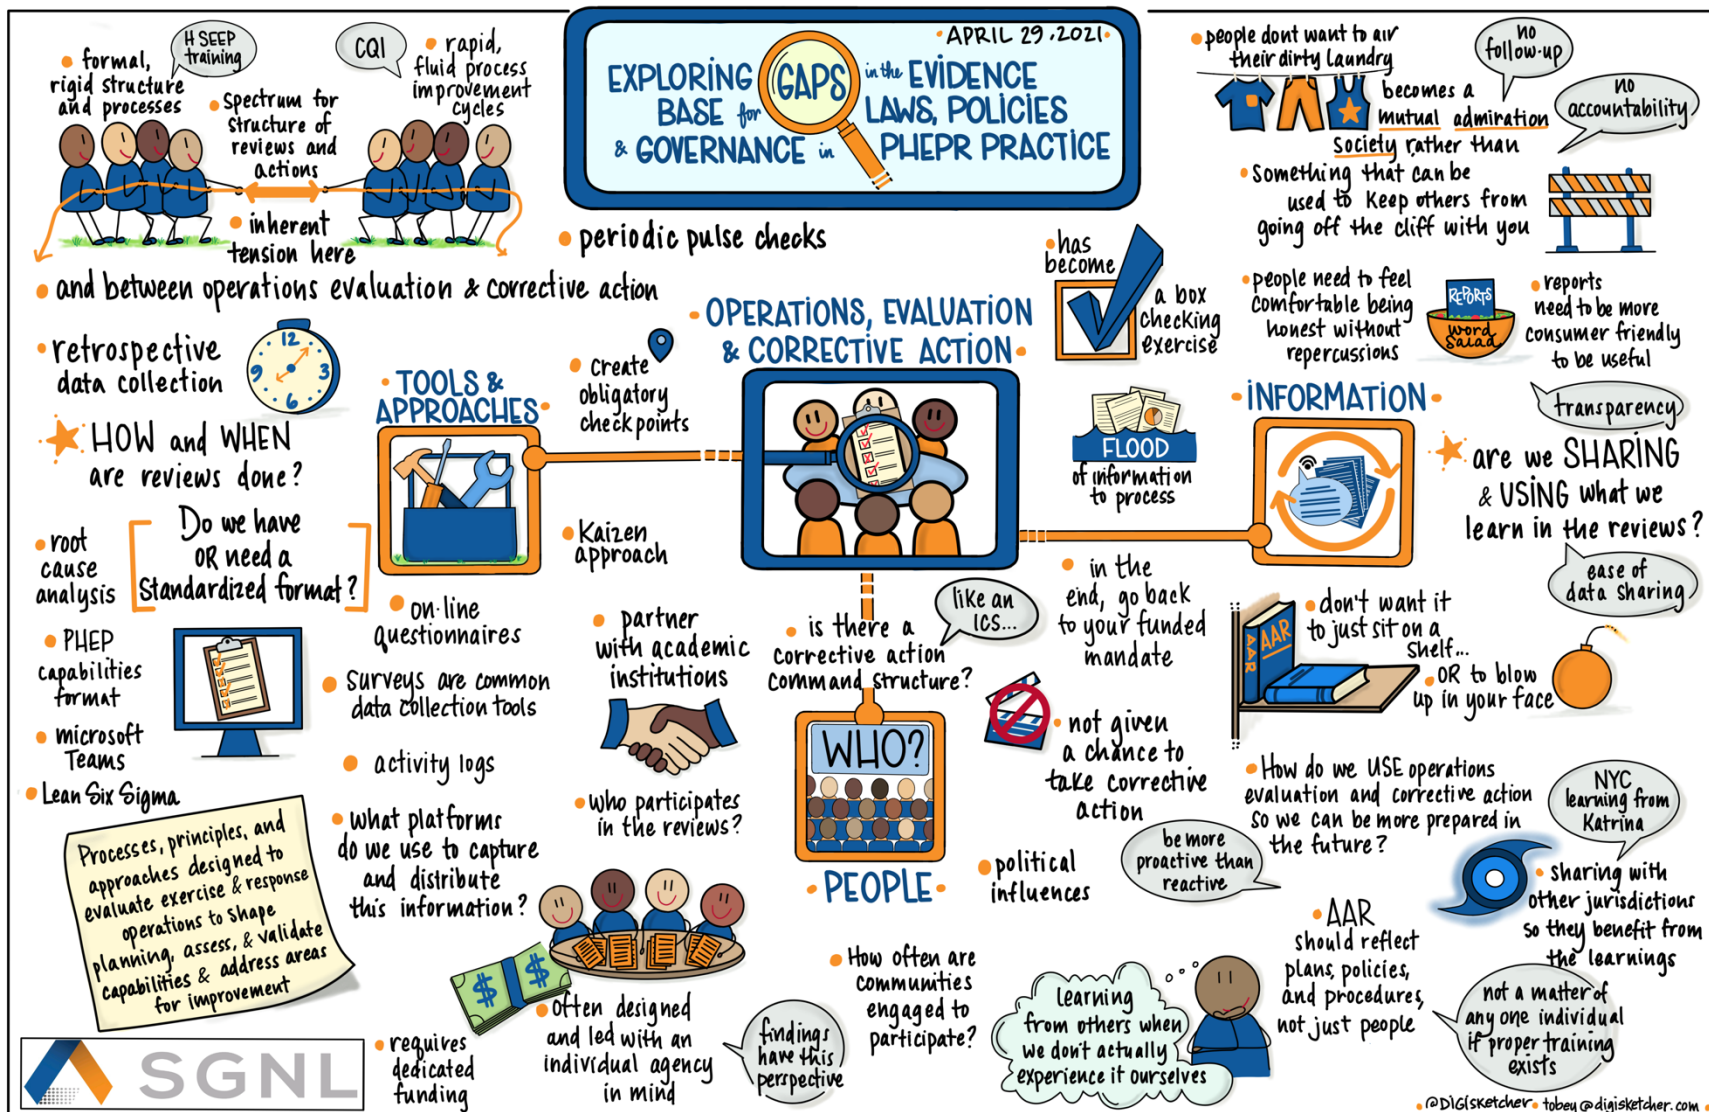 APRIL 29, 2021
EXPLORING GAPS in the EVIDENCE
BASE for LAWS, POLICIES
& GOVERNANCE in PHEPR PRACTICE
formal,
rigid structure
and processes
HSEEP
training
Spectrum for
structure of
reviews and
actions
CQI
rapid,
fluid process
improvement
cycles
inherent
tension here
and between operations evaluation & corrective action
periodic pulse checks
retrospective
data collection
12
3
6
9
HOW and WHEN
are reviews done?
TOOLS &
APPROACHES
create
obligatory
checkpoints
root
cause
analysis
Do we have
OR need a
Standardized format?
Kaizen
approach
PHEP
capabilities
format
on-line
questionnaires
surveys are common
data collection tools
microsoft
Teams
activity logs
Lean Six Sigma
Processes, principles, and
approaches designed to
evaluate exercise & response
operations to shape
planning, assess, & validate
capabilities & address areas
for improvement
what platforms
do we use to capture
and distribute
this information?
SGNL
requires
dedicated
funding
$ $
OPERATIONS, EVALUATION
& CORRECTIVE ACTION
partner
with academic
institutions
who participates
in the reviews?
often designed
and led with an
individual agency
in mind
findings
have this
perspective
is there a
corrective action
command structure?
like an
ICS...
WHO?
PEOPLE
How often are
communities
engaged to
participate?
political
influences
not given
a chance to
take corrective
action
in the
end, go back
to your funded
mandate
learning
from others when
we don't actually
experience it ourselves
has
become
a box
checking
exercise
FLOOD
of information
to process
people dont want to air
their dirty laundry
no
follow-up
no
accountability
becomes a
mutual admiration
society rather than
something that can be
used to keep others from
going off the cliff with you
people need to feel
comfortable being
honest without
repercussions
REPORTS
word
salad
reports
need to be more
consumer friendly
to be useful
INFORMATION
transparency
are we SHARING
& USING what we
learn in the reviews?
ease of
data sharing
AAR
AAR
don't want it
to just sit on a
shelf...
OR to blow
up in your face
How do we USE operations
evaluation and corrective action
so we can be more prepared in
the future?
be more
proactive than
reactive
NYC
learning from
Katrina
sharing with
other jurisdictions
so they benefit from
the learnings
AAR
should reflect
plans, policies,
and procedures,
not just people
not a matter of
any one individual
if proper training
exists
@DIGISKETCHER · tobey@digisketcher.com